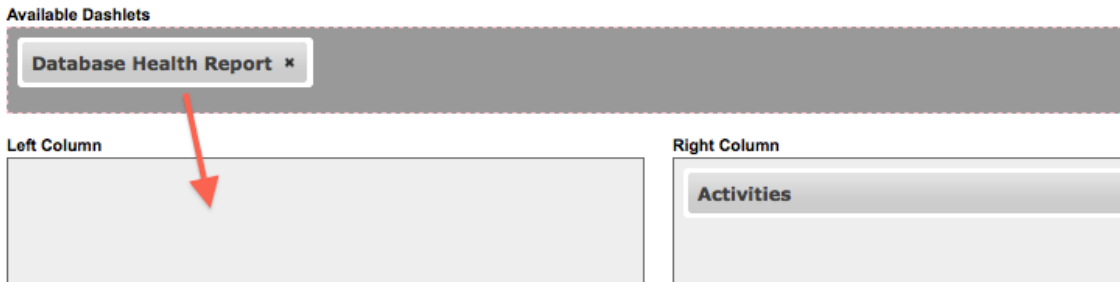 Available Dashlets
Database Health Report ×
Left Column
Right Column
Activities